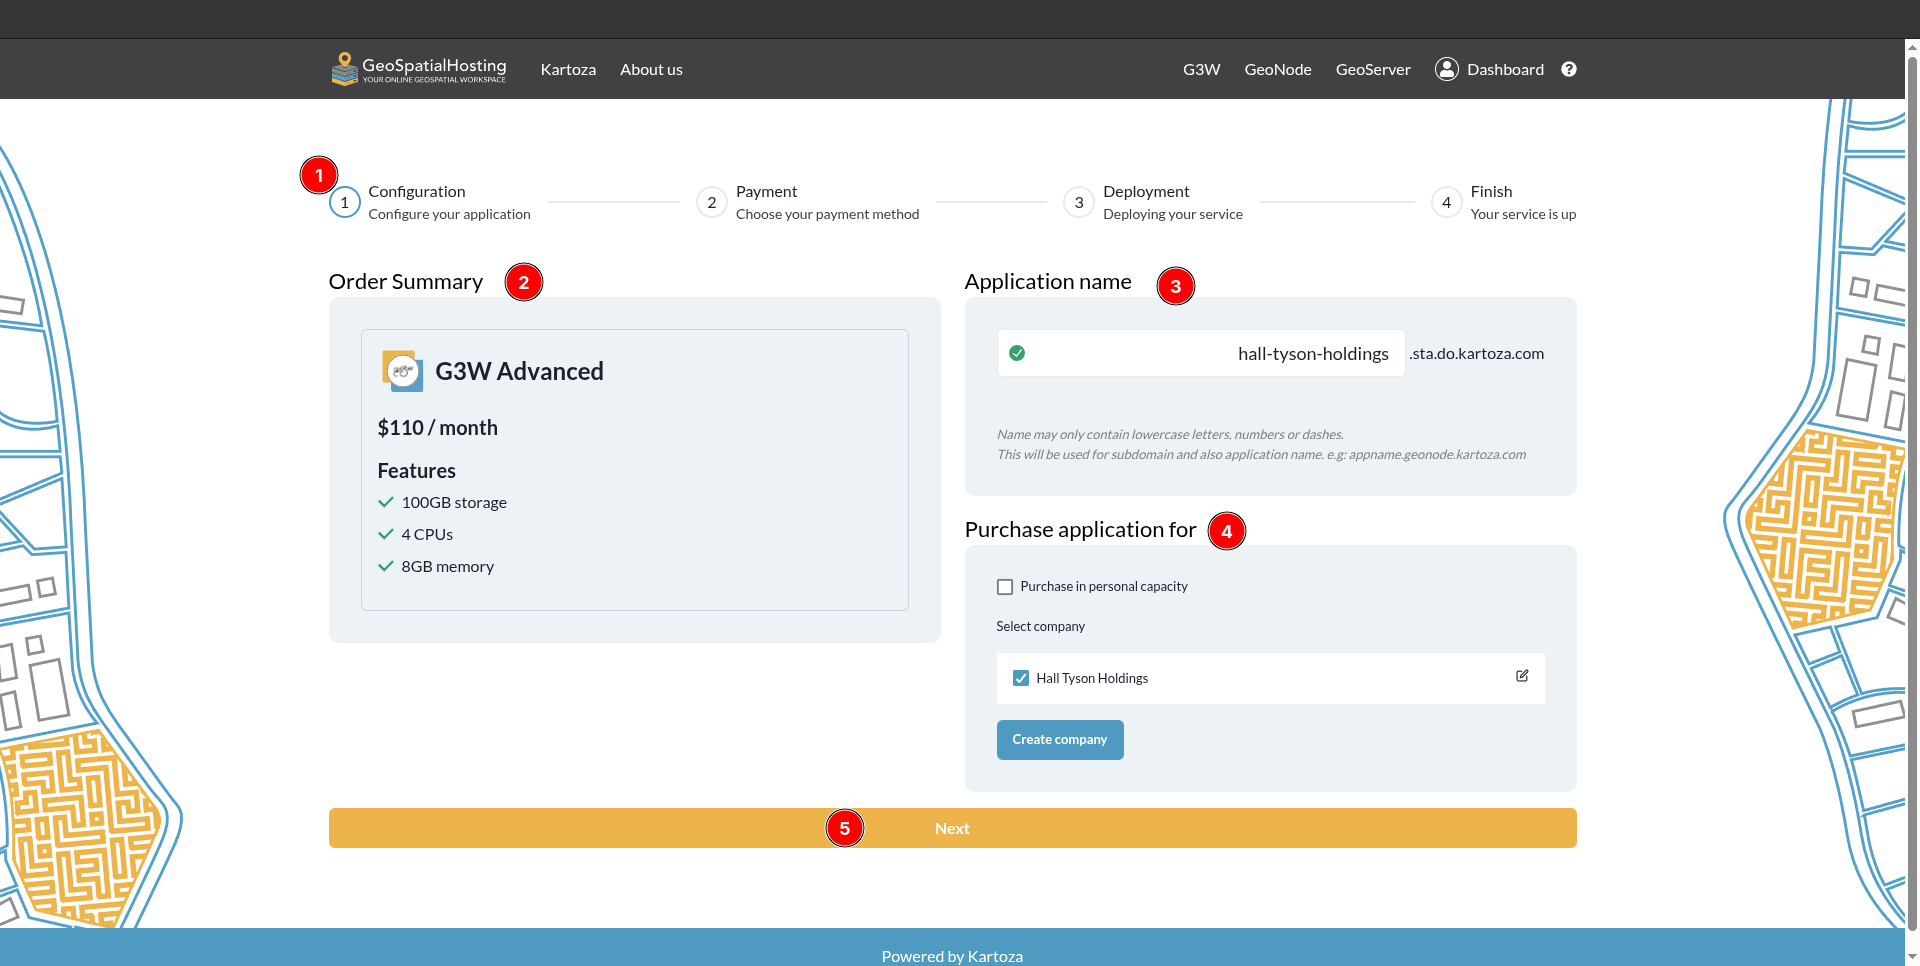 GeoSpatialHosting
YOUR ONLINE GEOSPATIAL WORKSPACE
Kartoza
About us
G3W
GeoNode
GeoServer
Dashboard
?
1
1
Configuration
Configure your application
2
Payment
Choose your payment method
3
Deployment
Deploying your service
4
Finish
Your service is up
Order Summary
2
G3W Advanced
$110 / month
Features
100GB storage
4 CPUs
8GB memory
Application name
3
hall-tyson-holdings .sta.do.kartoza.com
Name may only contain lowercase letters, numbers or dashes.
This will be used for subdomain and also application name. e.g: appname.geonode.kartoza.com
Purchase application for
4
Purchase in personal capacity
Select company
Hall Tyson Holdings
Create company
5
Next
Powered by Kartoza